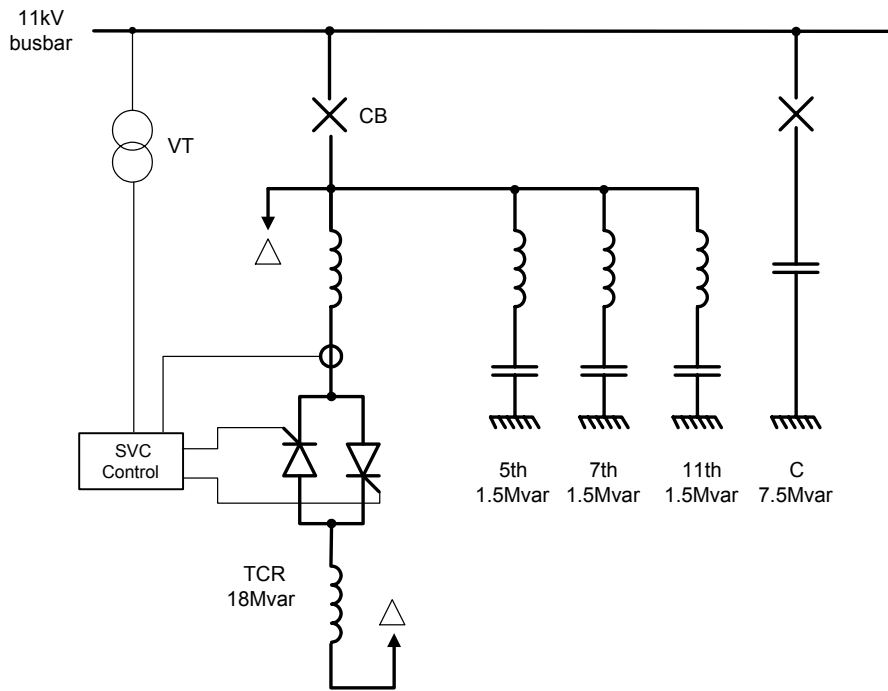 11kV
busbar
CB
VT
SVC
Control
5th
1.5Mvar
7th
1.5Mvar
11th
1.5Mvar
C
7.5Mvar
TCR
18Mvar